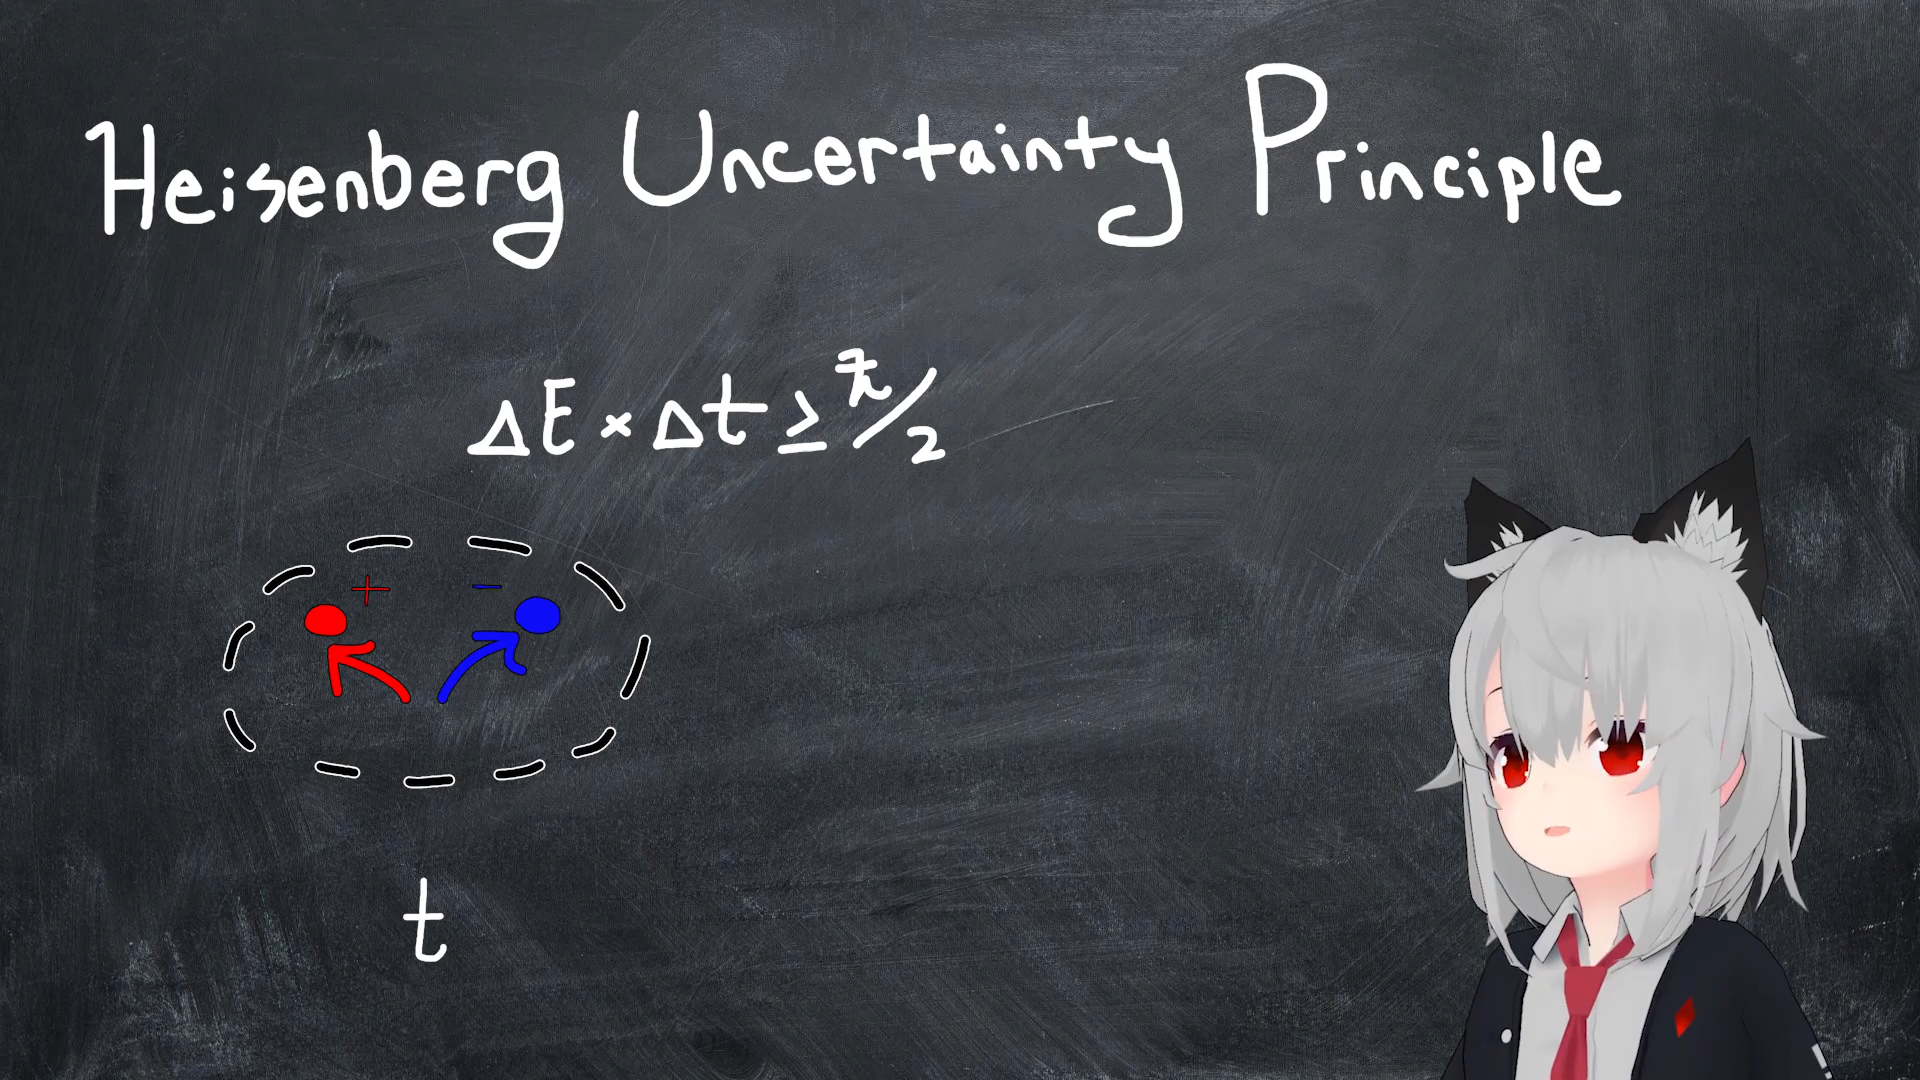 Heisenberg Uncertainty Principle
ΔE × Δt ≥ ℏ/2
+ −
t